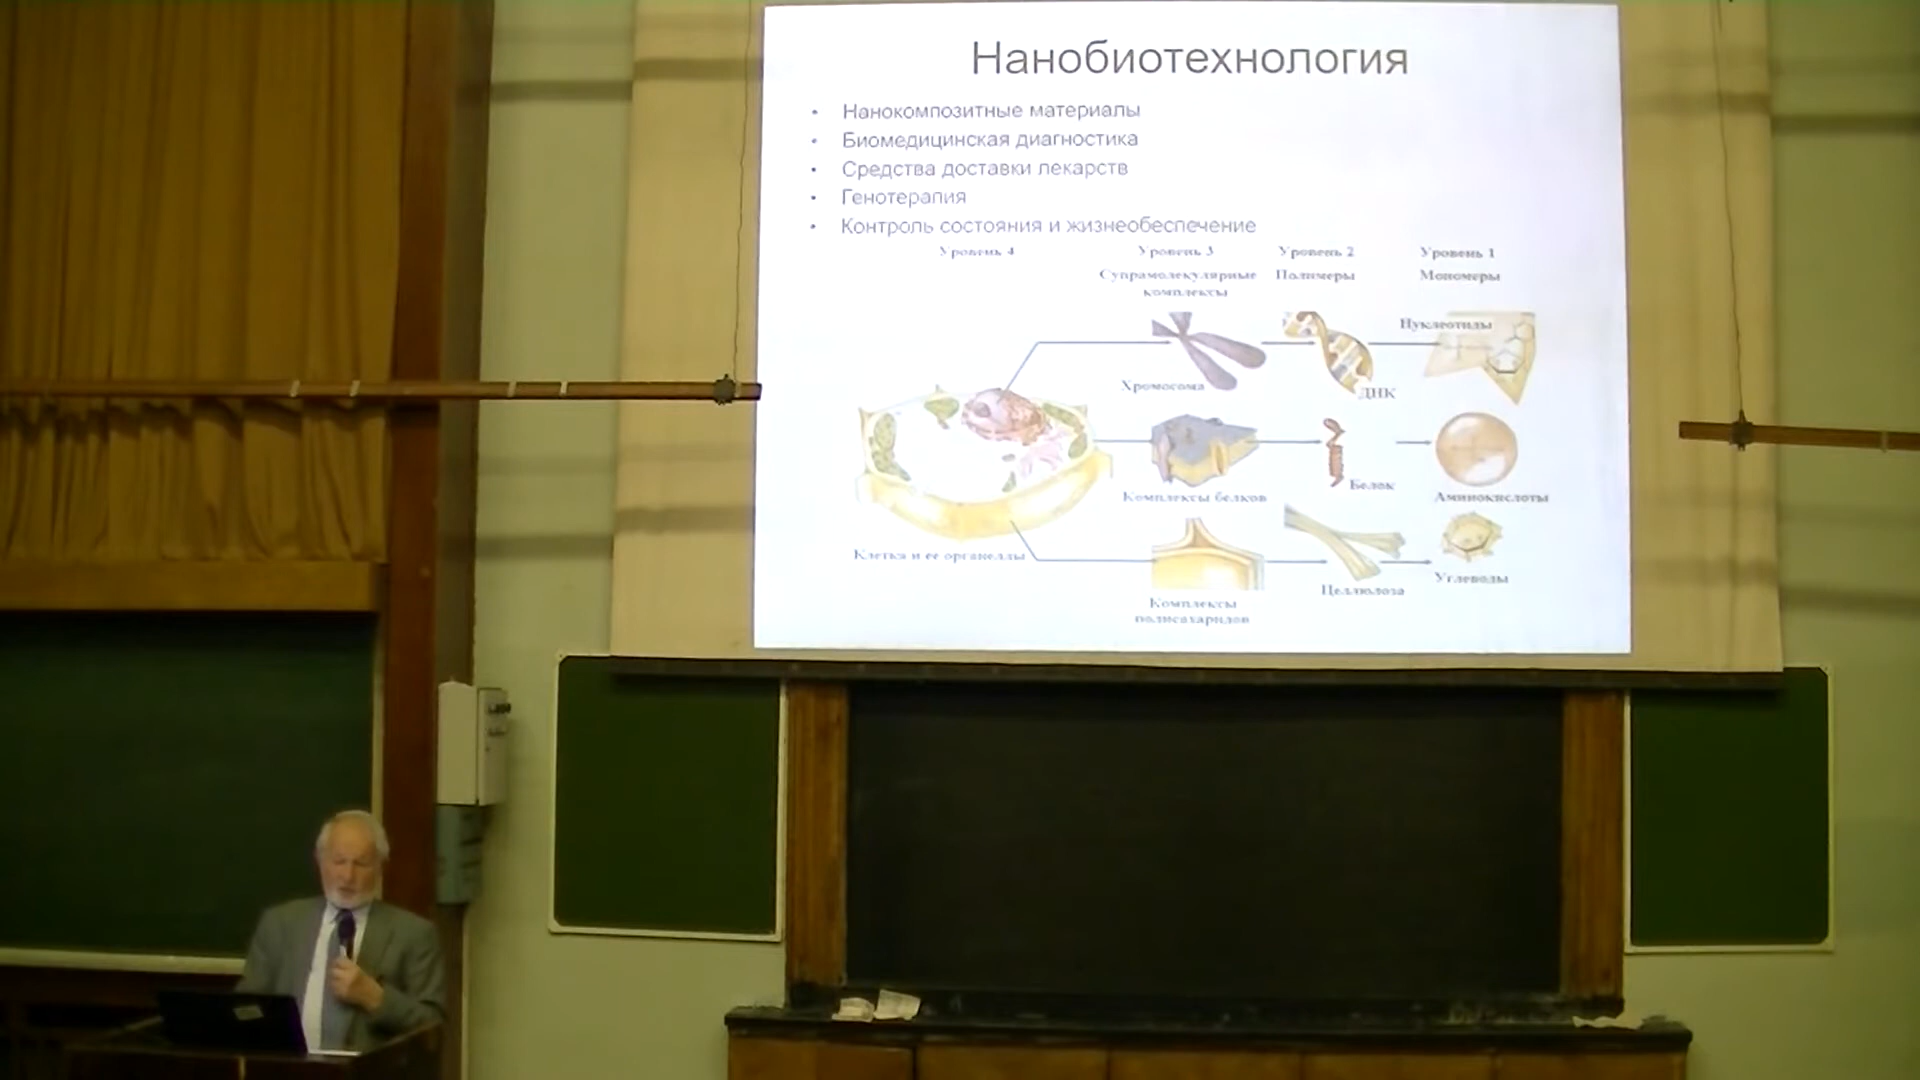 Нанобиотехнология
• Нанокомпозитные материалы
• Биомедицинская диагностика
• Средства доставки лекарств
• Генотерапия
• Контроль состояния и жизнеобеспечение
Уровень 4 Уровень 3 Уровень 2 Уровень 1
Супрамолекулярные Полимеры Мономеры
комплексы
Нуклеотиды
Хромосома
ДНК
Белок
Комплексы белков
Аминокислоты
Клетка и ее органеллы
Углеводы
Целлюлоза
Комплексы
полисахаридов